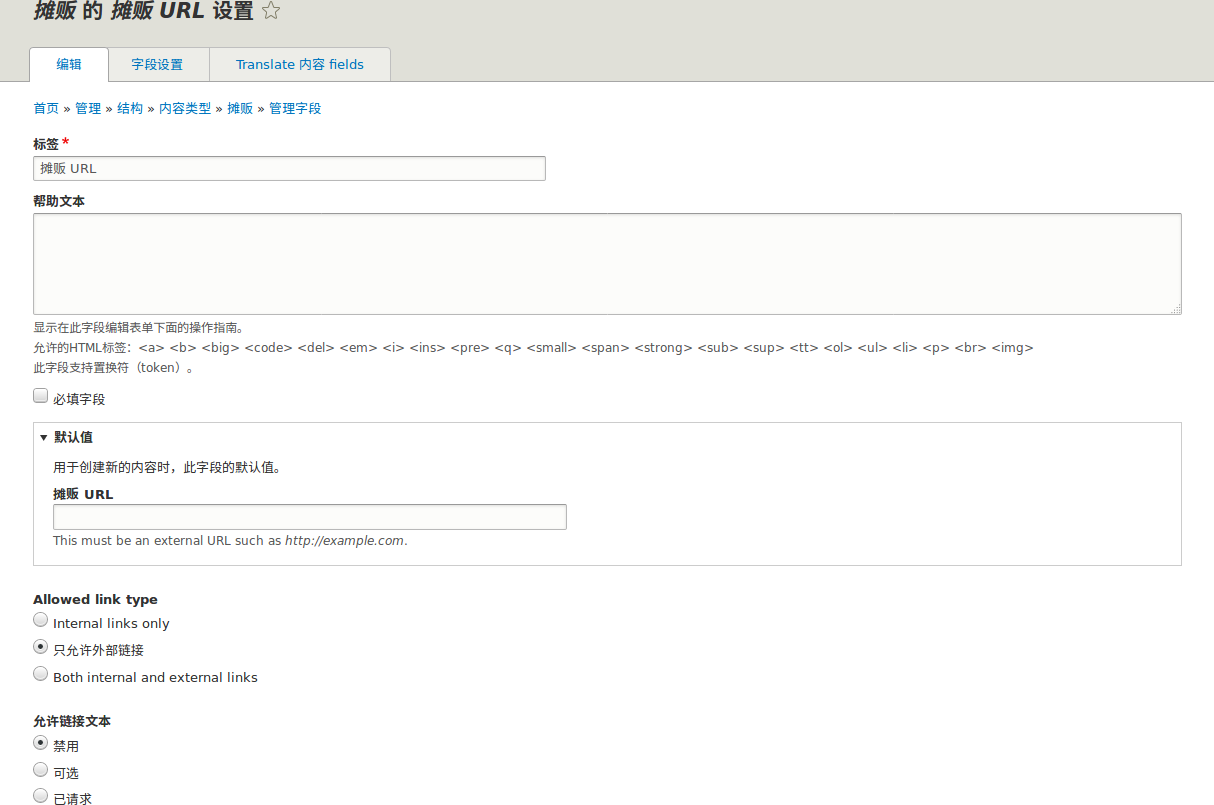 摊贩 的 摊贩 URL 设置
编辑 字段设置 Translate 内容 fields
首页 » 管理 » 结构 » 内容类型 » 摊贩 » 管理字段
标签 *
摊贩 URL
帮助文本
显示在此字段编辑表单下面的操作指南。
允许的HTML标签：<a> <b> <big> <code> <del> <em> <i> <ins> <pre> <q> <small> <span> <strong> <sub> <sup> <tt> <ol> <ul> <li> <p> <br> <img>
此字段支持置换符（token）。
必填字段
默认值
用于创建新的内容时，此字段的默认值。
摊贩 URL
This must be an external URL such as http://example.com.
Allowed link type
Internal links only
只允许外部链接
Both internal and external links
允许链接文本
禁用
可选
已请求